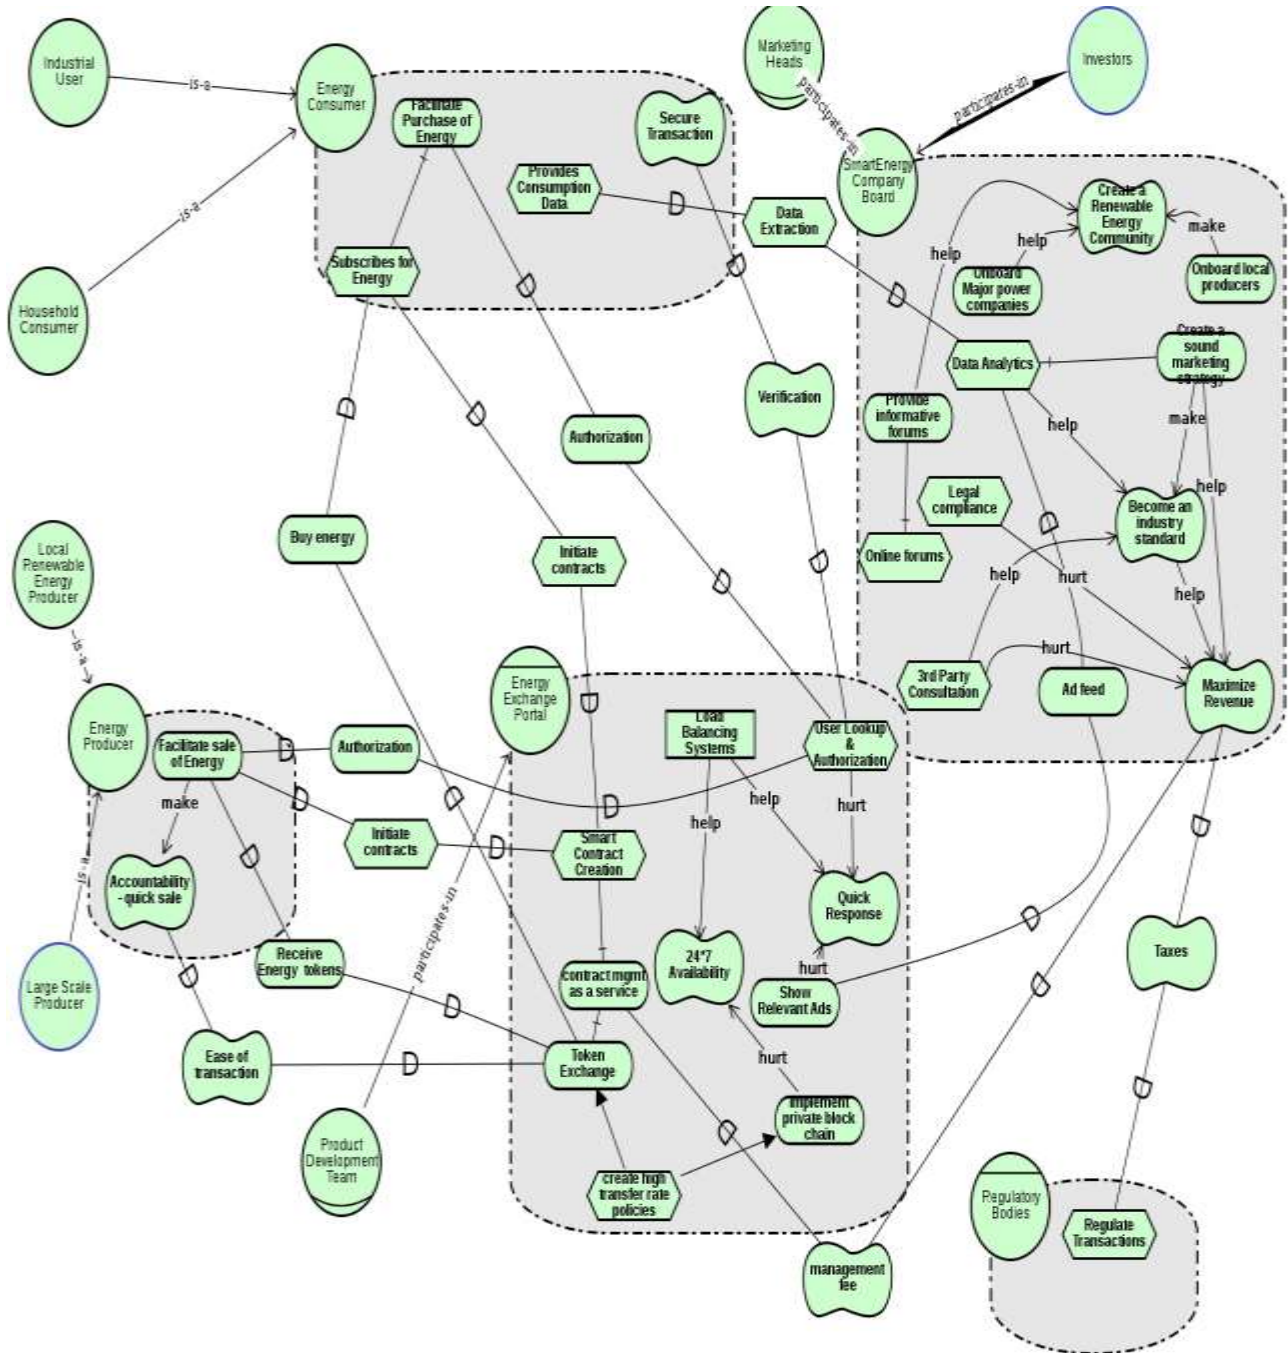 Industrial
User
is-a
Energy
Consumer
Facilitate
Purchase of
Energy
Secure
Transaction
Marketing
Heads
participates-in
Investors
participates-in
SmartEnergy
Company
Board
Provides
Consumption
Data
D
Data
Extraction
Create a
Renewable
Energy
Community
make
help
help
Onboard
Major power
companies
Onboard local
producers
is-a
Household
Consumer
Subscribes for
Energy
D
D
D
Create a
sound
marketing
strategy
Data Analytics
Verification
Provide
informative
forums
D
D
Authorization
help
make
help
Legal
compliance
Become an
industry
standard
D
Buy energy
Initiate
contracts
Online forums
D
D
help
hurt
help
Local
Renewable
Energy
Producer
is-a
Energy
Exchange
Portal
hurt
3rd Party
Consultation
Ad feed
Maximize
Revenue
D
Energy
Producer
Facilitate sale
of Energy
D
Authorization
Load
Balancing
Systems
User Lookup
&
Authorization
make
D
D
D
help
help
hurt
D
Initiate
contracts
D
Smart
Contract
Creation
is-a
Accountability
- quick sale
D
Quick
Response
participates-in
D
Large Scale
Producer
Receive
Energy tokens
D
contract mgmt
as a service
24*7
Availability
hurt
Show
Relevant Ads
D
Taxes
D
Ease of
transaction
D
Token
Exchange
hurt
D
Implement
private block
chain
Product
Development
Team
D
create high
transfer rate
policies
Regulatory
Bodies
Regulate
Transactions
management
fee